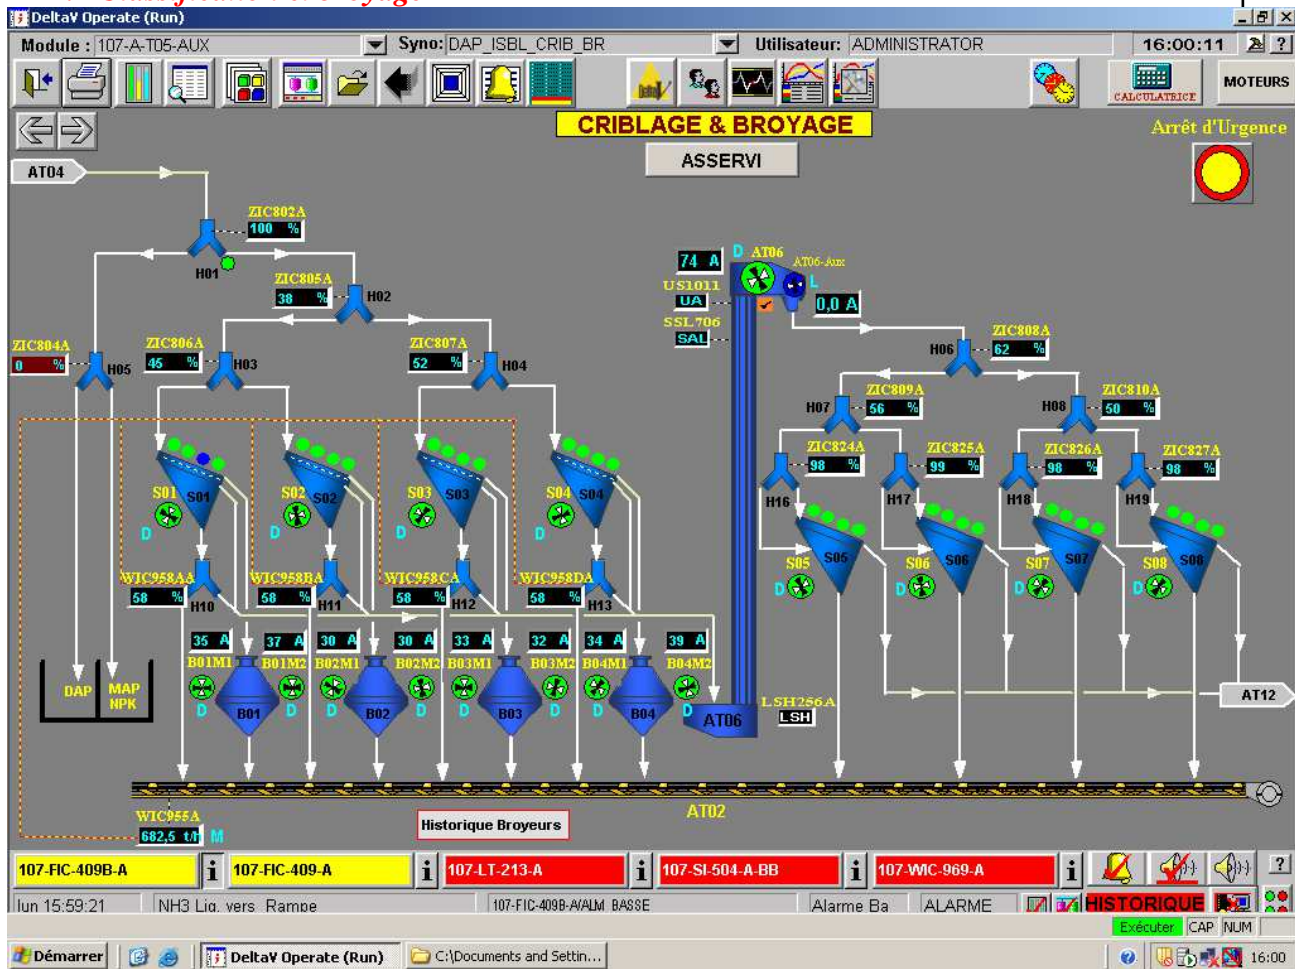 DeltaV Operate (Run)
Module : 107-A-T05-AUX
Syno: DAP_ISBL_CRIB_BR
Utilisateur: ADMINISTRATOR
16:00:11
?
CALCULATRICE
MOTEURS
CRIBLAGE & BROYAGE
Arrêt d'Urgence
ASSERVI
AT04
ZIC802A
100 %
H01
ZIC805A
38 %
H02
74 A
D
AT06
AT06-Aux
L
US1011
UA
0,0 A
SSL706
SAL
ZIC804A
0 %
H05
ZIC806A
45 %
H03
ZIC807A
52 %
H04
ZIC808A
H06
62 %
ZIC809A
H07
56 %
ZIC810A
H08
50 %
ZIC824A
98 %
H16
ZIC825A
99 %
H17
ZIC826A
98 %
H18
ZIC827A
98 %
H19
S01
S01
D
S02
S02
D
S03
S03
S04
S04
D
S05
S05
D
S06
S06
D
S07
S07
D
S08
S08
D
WIC958AA
58 %
H10
WIC958BA
58 %
H11
WIC958CA
58 %
H12
WIC958DA
58 %
H13
35 A
37 A
30 A
30 A
33 A
32 A
34 A
39 A
B01M1
B01M2
B02M1
B02M2
B03M1
B03M2
B04M1
B04M2
D
B01
D
D
B02
D
D
B03
D
D
B04
D
DAP
MAP
NPK
AT06
LSH256A
LSH
AT12
AT02
WIC955A
682,5 t/h M
Historique Broyeurs
107-FIC-409B-A
i
107-FIC-409-A
i
107-LT-213-A
i
107-SI-504-A-BB
i
107-WIC-969-A
i
?
lun 15:59:21
NH3 Liq. vers Rampe
107-FIC-409B-A/ALM BASSE
Alarme Ba
ALARME
HISTORIQUE
Exécuter
CAP
NUM
Démarrer
DeltaV Operate (Run)
C:\Documents and Settin...
16:00